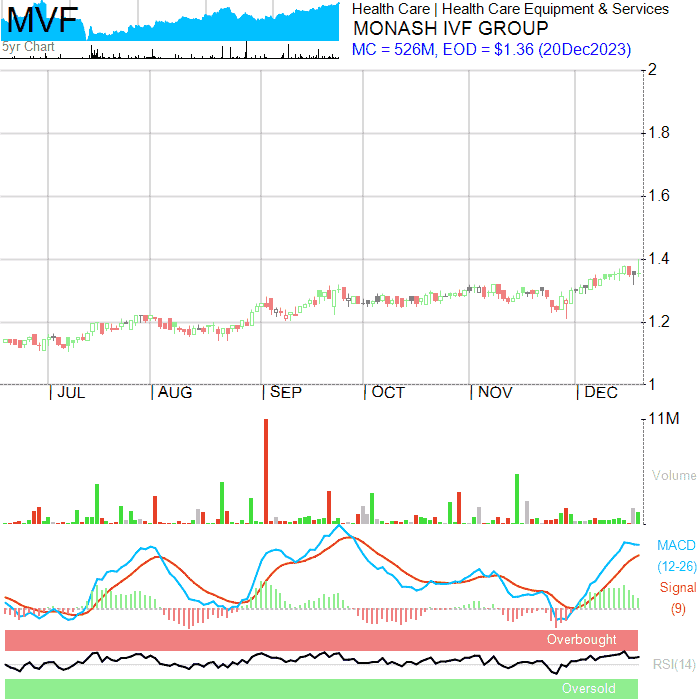 MVF
5yr Chart
Health Care | Health Care Equipment & Services
MONASH IVF GROUP
MC = 526M, EOD = $1.36 (20Dec2023)
2
1.8
1.6
1.4
1.2
1
JUL AUG SEP OCT NOV DEC
11M
Volume
MACD
(12-26)
Signal
(9)
Overbought
RSI(14)
Oversold